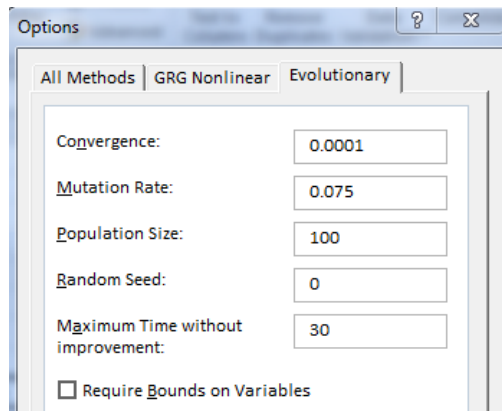 Options
All Methods GRG Nonlinear Evolutionary
Convergence: 0.0001
Mutation Rate: 0.075
Population Size: 100
Random Seed: 0
Maximum Time without
improvement: 30
Require Bounds on Variables